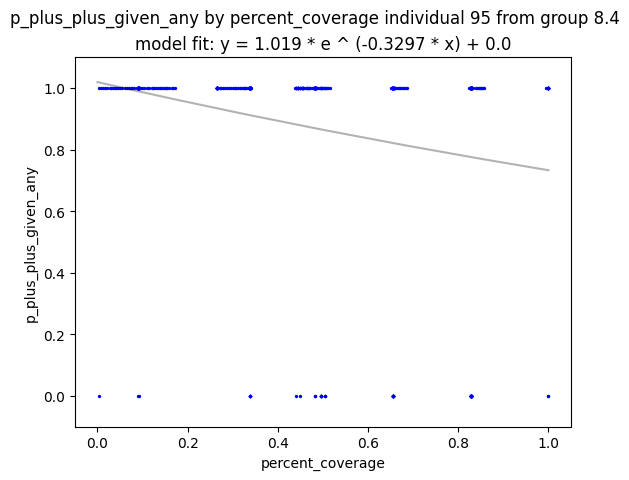 p_plus_plus_given_any by percent_coverage individual 95 from group 8.4
model fit: y = 1.019 * e ^ (-0.3297 * x) + 0.0
1.0
0.8
0.6
0.4
0.2
0.0
p_plus_plus_given_any
0.0 0.2 0.4 0.6 0.8 1.0
percent_coverage